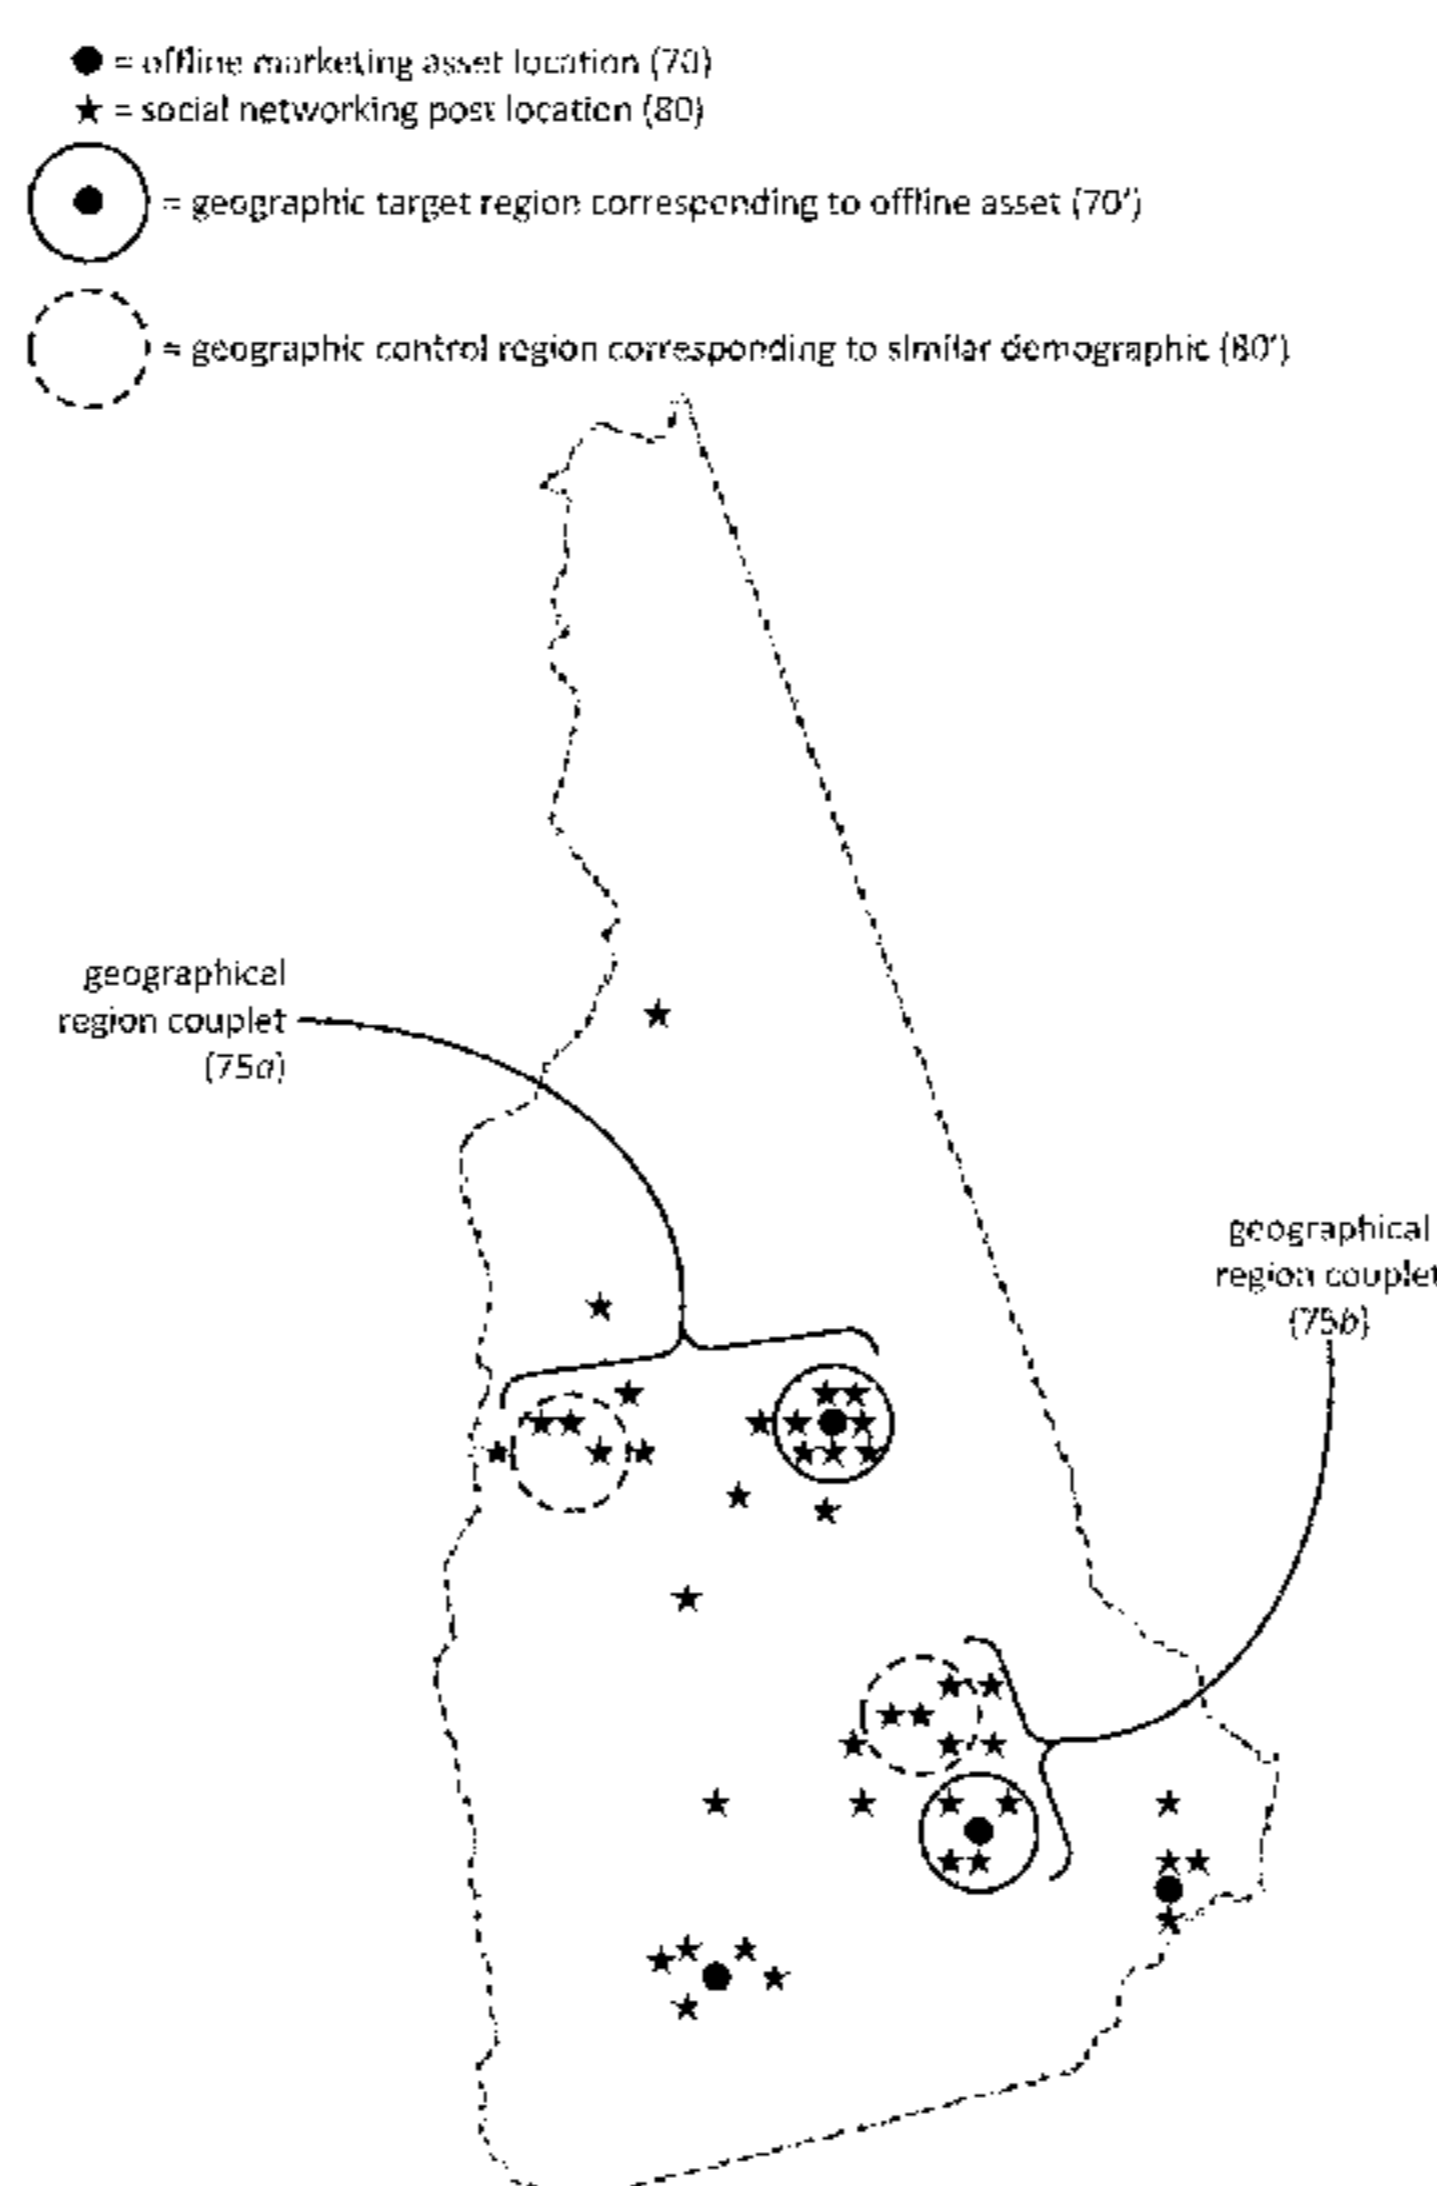 = offline marketing asset location (70)
= social networking post location (80)
= geographic target region corresponding to offline asset (70')
= geographic control region corresponding to similar demographic (80')
geographical
region couplet
(75a)
geographical
region couplet
(75b)